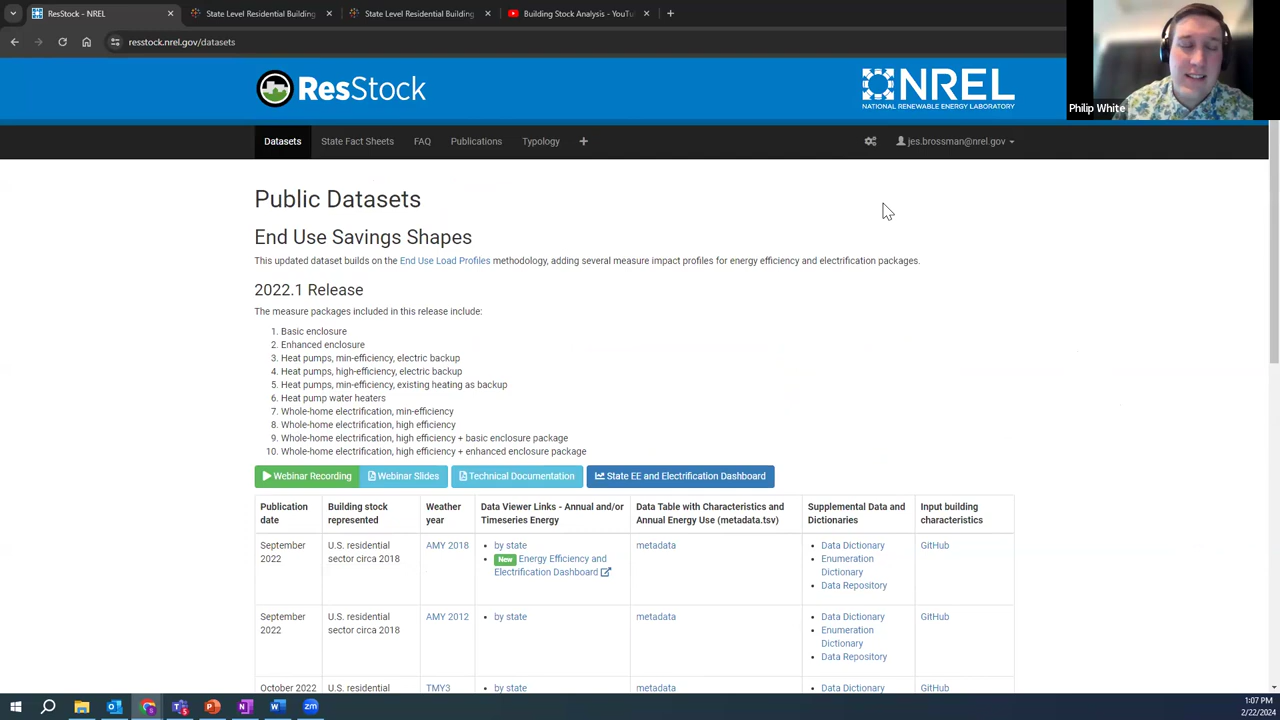 ResStock - NREL
State Level Residential Building
State Level Residential Building
Building Stock Analysis - YouTu
resstock.nrel.gov/datasets
ResStock
NREL
NATIONAL RENEWABLE ENERGY LABORATORY
Philip White
Datasets
State Fact Sheets
FAQ
Publications
Typology
jes.brossman@nrel.gov
Public Datasets
End Use Savings Shapes
This updated dataset builds on the End Use Load Profiles methodology, adding several measure impact profiles for energy efficiency and electrification packages.
2022.1 Release
The measure packages included in this release include:
1. Basic enclosure
2. Enhanced enclosure
3. Heat pumps, min-efficiency, electric backup
4. Heat pumps, high-efficiency, electric backup
5. Heat pumps, min-efficiency, existing heating as backup
6. Heat pump water heaters
7. Whole-home electrification, min-efficiency
8. Whole-home electrification, high efficiency
9. Whole-home electrification, high efficiency + basic enclosure package
10. Whole-home electrification, high efficiency + enhanced enclosure package
Webinar Recording
Webinar Slides
Technical Documentation
State EE and Electrification Dashboard
Publication
date
Building stock
represented
Weather
year
Data Viewer Links - Annual and/or
Timeseries Energy
Data Table with Characteristics and
Annual Energy Use (metadata.tsv)
Supplemental Data and
Dictionaries
Input building
characteristics
September
2022
U.S. residential
sector circa 2018
AMY 2018
by state
New Energy Efficiency and
Electrification Dashboard
metadata
Data Dictionary
Enumeration
Dictionary
Data Repository
GitHub
September
2022
U.S. residential
sector circa 2018
AMY 2012
by state
metadata
Data Dictionary
Enumeration
Dictionary
Data Repository
GitHub
October 2022
U.S. residential
TMY3
by state
metadata
Data Dictionary
GitHub
1:07 PM
2/22/2024